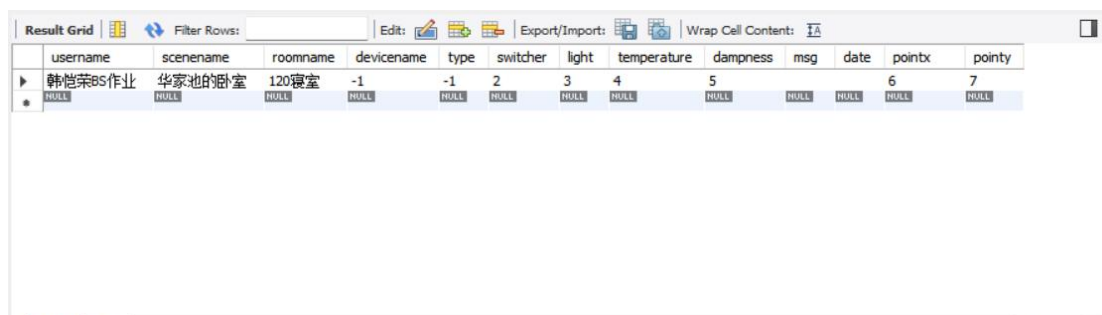 Result Grid Filter Rows: Edit: Export/Import: Wrap Cell Content: IA
username scenename roomname devicename type switcher light temperature dampness msg date pointx pointy
韩恺荣BS作业 华家池的卧室 120寝室 -1 -1 2 3 4 5 6 7
NULL NULL NULL NULL NULL NULL NULL NULL NULL NULL NULL NULL NULL